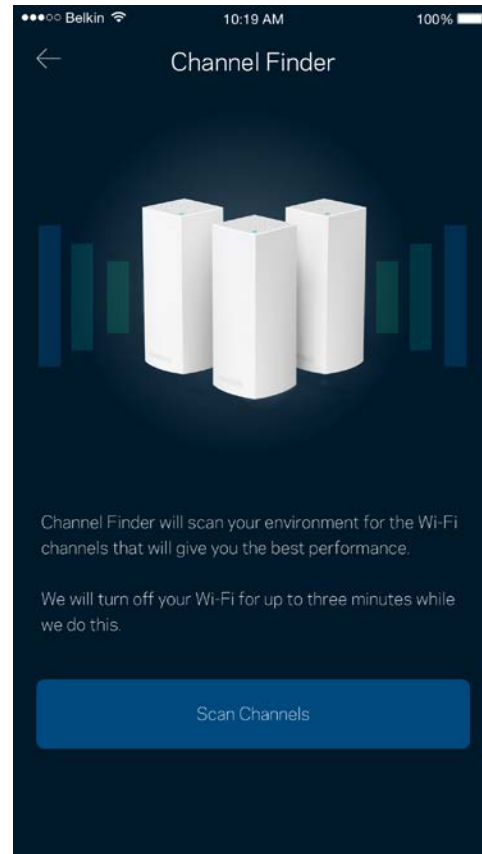 Belkin 10:19 AM 100%
Channel Finder
Channel Finder will scan your environment for the Wi-Fi
channels that will give you the best performance.
We will turn off your Wi-Fi for up to three minutes while
we do this.
Scan Channels